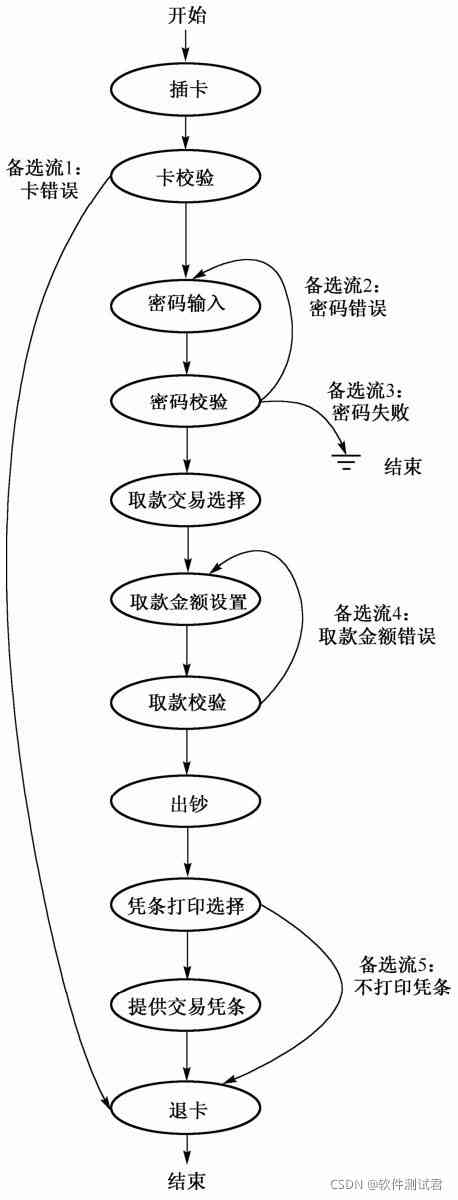 开始
插卡
备选流1：
卡错误
卡校验
密码输入
备选流2：
密码错误
密码校验
备选流3：
密码失败
结束
取款交易选择
取款金额设置
备选流4：
取款金额错误
取款校验
出钞
凭条打印选择
备选流5：
不打印凭条
提供交易凭条
退卡
结束
CSDN @软件测试君